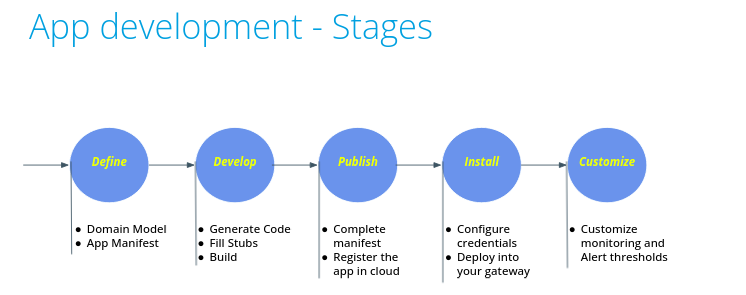 App development - Stages
Define
Develop
Publish
Install
Customize
● Domain Model
● App Manifest
● Generate Code
● Fill Stubs
● Build
● Complete
manifest
● Register the
app in cloud
● Configure
credentials
● Deploy into
your gateway
● Customize
monitoring and
Alert thresholds